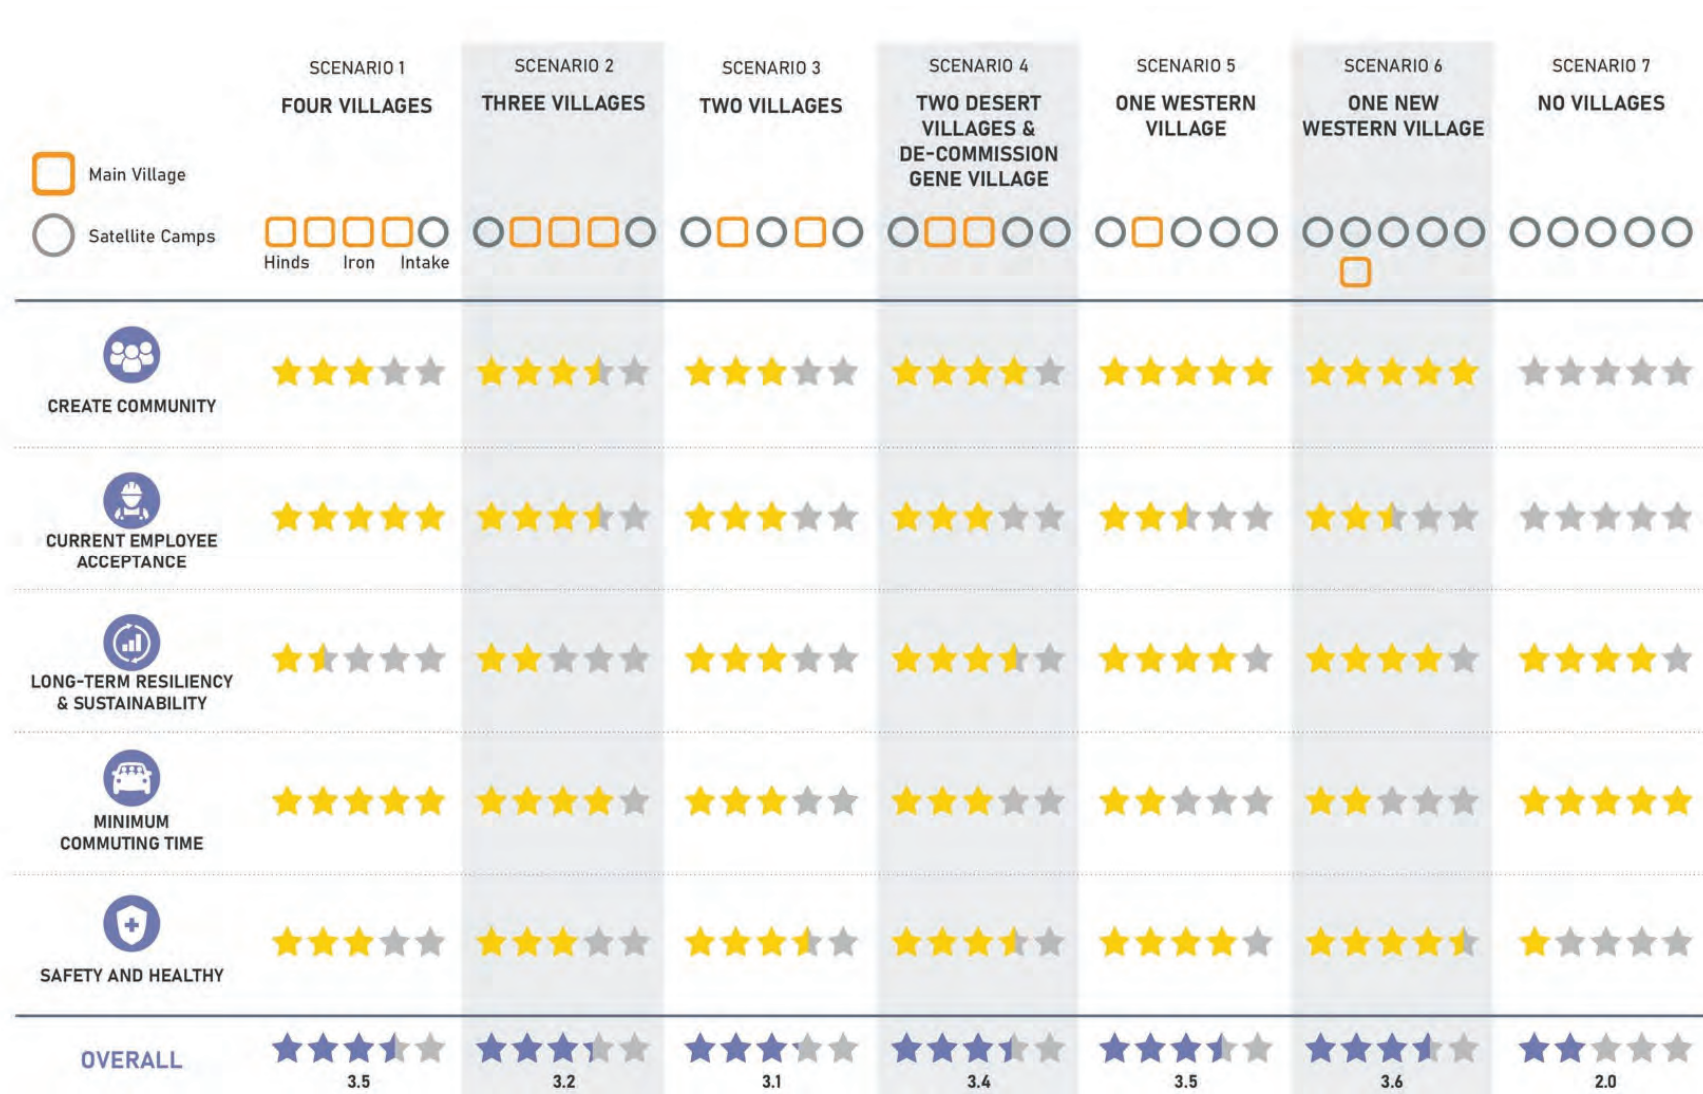 SCENARIO 1
FOUR VILLAGES
SCENARIO 2
THREE VILLAGES
SCENARIO 3
TWO VILLAGES
SCENARIO 4
TWO DESERT
VILLAGES &
DE-COMMISSION
GENE VILLAGE
SCENARIO 5
ONE WESTERN
VILLAGE
SCENARIO 6
ONE NEW
WESTERN VILLAGE
SCENARIO 7
NO VILLAGES
Main Village
Satellite Camps
Hinds Iron Intake
CREATE COMMUNITY
CURRENT EMPLOYEE
ACCEPTANCE
LONG-TERM RESILIENCY
& SUSTAINABILITY
MINIMUM
COMMUTING TIME
SAFETY AND HEALTHY
OVERALL
3.5 3.2 3.1 3.4 3.5 3.6 2.0